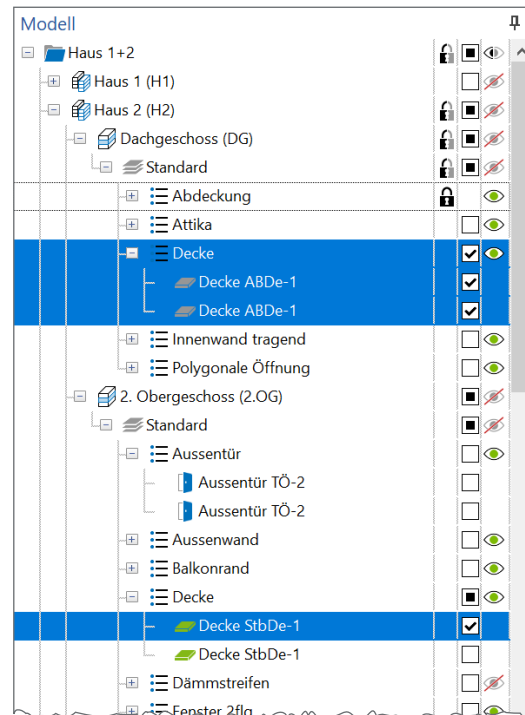 Modell
Haus 1+2
Haus 1 (H1)
Haus 2 (H2)
Dachgeschoss (DG)
Standard
Abdeckung
Attika
Decke
Decke ABDe-1
Decke ABDe-1
Innenwand tragend
Polygonale Öffnung
2. Obergeschoss (2.OG)
Standard
Aussentür
Aussentür TÖ-2
Aussentür TÖ-2
Aussenwand
Balkonrand
Decke
Decke StbDe-1
Decke StbDe-1
Dämmstreifen
Fenster 2flg